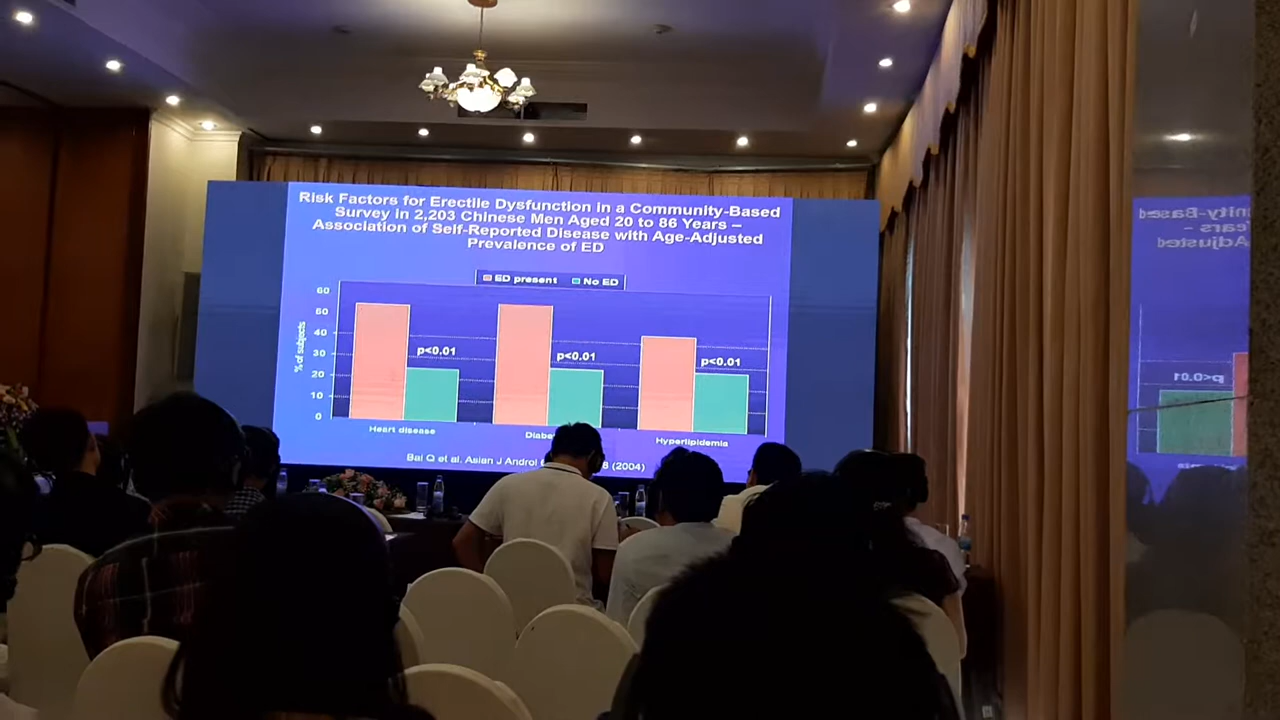 Risk Factors for Erectile Dysfunction in a Community-Based
Survey in 2,203 Chinese Men Aged 20 to 86 Years –
Association of Self-Reported Disease with Age-Adjusted
Prevalence of ED
ED present No ED
60
50
40
30
20
10
0
% of subjects
p<0.01
p<0.01
p<0.01
Heart disease
Hyperlipidemia
Bai Q et al. Asian J Androl
(2004)